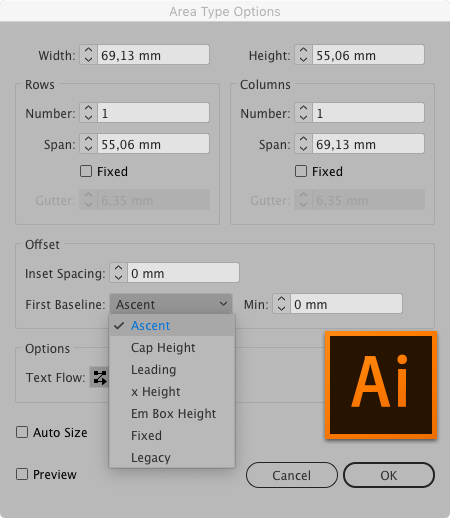 Area Type Options
Width: 69,13 mm Height: 55,06 mm
Rows Columns
Number: 1 Number: 1
Span: 55,06 mm Span: 69,13 mm
Fixed Fixed
Gutter: 6,35 mm Gutter: 6,35 mm
Offset
Inset Spacing: 0 mm
First Baseline: Ascent Min: 0 mm
Ascent
Cap Height
Leading
x Height
Em Box Height
Fixed
Legacy
Options
Text Flow:
Auto Size
Preview
Cancel OK
Ai